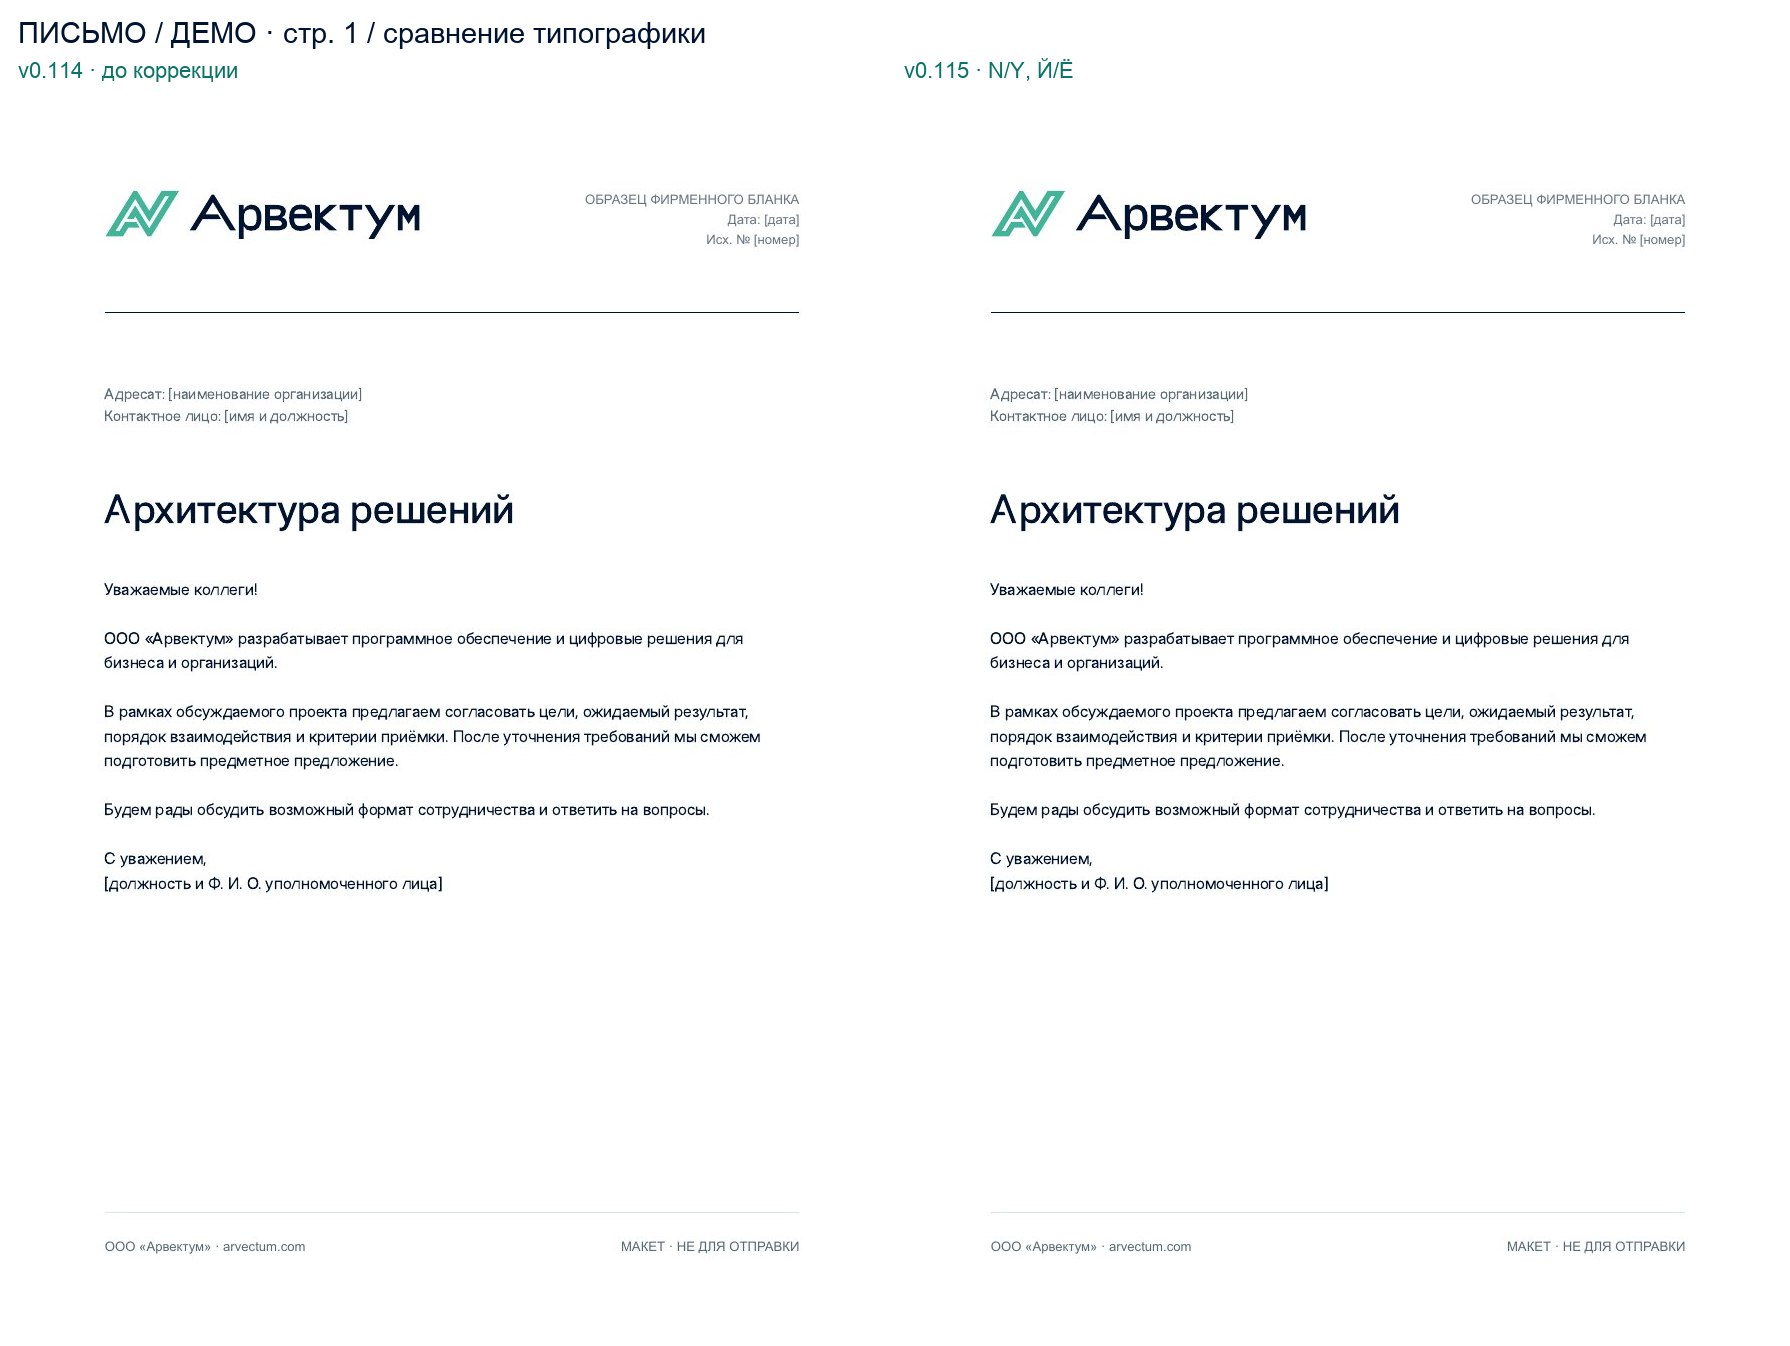 ПИСЬМО / ДЕМО · стр. 1 / сравнение типографики
v0.114 · до коррекции
Арвектум
ОБРАЗЕЦ ФИРМЕННОГО БЛАНКА
Дата: [дата]
Исх. № [номер]
Адресат: [наименование организации]
Контактное лицо: [имя и должность]
Архитектура решений
Уважаемые коллеги!
ООО «Арвектум» разрабатывает программное обеспечение и цифровые решения для
бизнеса и организаций.
В рамках обсуждаемого проекта предлагаем согласовать цели, ожидаемый результат,
порядок взаимодействия и критерии приёмки. После уточнения требований мы сможем
подготовить предметное предложение.
Будем рады обсудить возможный формат сотрудничества и ответить на вопросы.
С уважением,
[должность и Ф. И. О. уполномоченного лица]
ООО «Арвектум» · arvectum.com
МАКЕТ · НЕ ДЛЯ ОТПРАВКИ
v0.115 · N/Y, Й/Ё
Арвектум
ОБРАЗЕЦ ФИРМЕННОГО БЛАНКА
Дата: [дата]
Исх. № [номер]
Адресат: [наименование организации]
Контактное лицо: [имя и должность]
Архитектура решений
Уважаемые коллеги!
ООО «Арвектум» разрабатывает программное обеспечение и цифровые решения для
бизнеса и организаций.
В рамках обсуждаемого проекта предлагаем согласовать цели, ожидаемый результат,
порядок взаимодействия и критерии приёмки. После уточнения требований мы сможем
подготовить предметное предложение.
Будем рады обсудить возможный формат сотрудничества и ответить на вопросы.
С уважением,
[должность и Ф. И. О. уполномоченного лица]
ООО «Арвектум» · arvectum.com
МАКЕТ · НЕ ДЛЯ ОТПРАВКИ